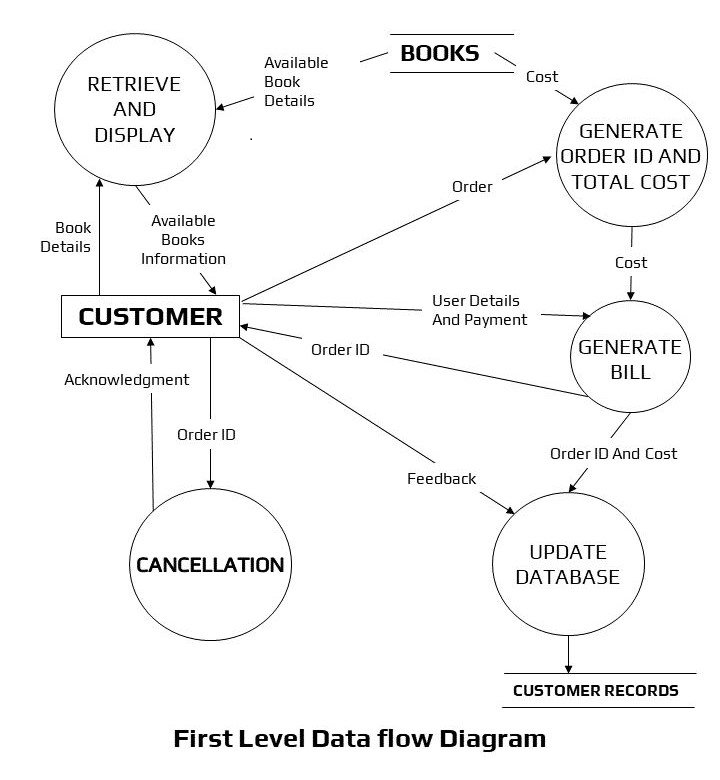 BOOKS
Available
Book
Details
Cost
RETRIEVE
AND
DISPLAY
GENERATE
ORDER ID AND
TOTAL COST
Order
Book
Details
Available
Books
Information
Cost
CUSTOMER
User Details
And Payment
Order ID
GENERATE
BILL
Acknowledgment
Order ID
Order ID And Cost
Feedback
CANCELLATION
UPDATE
DATABASE
CUSTOMER RECORDS
First Level Data flow Diagram